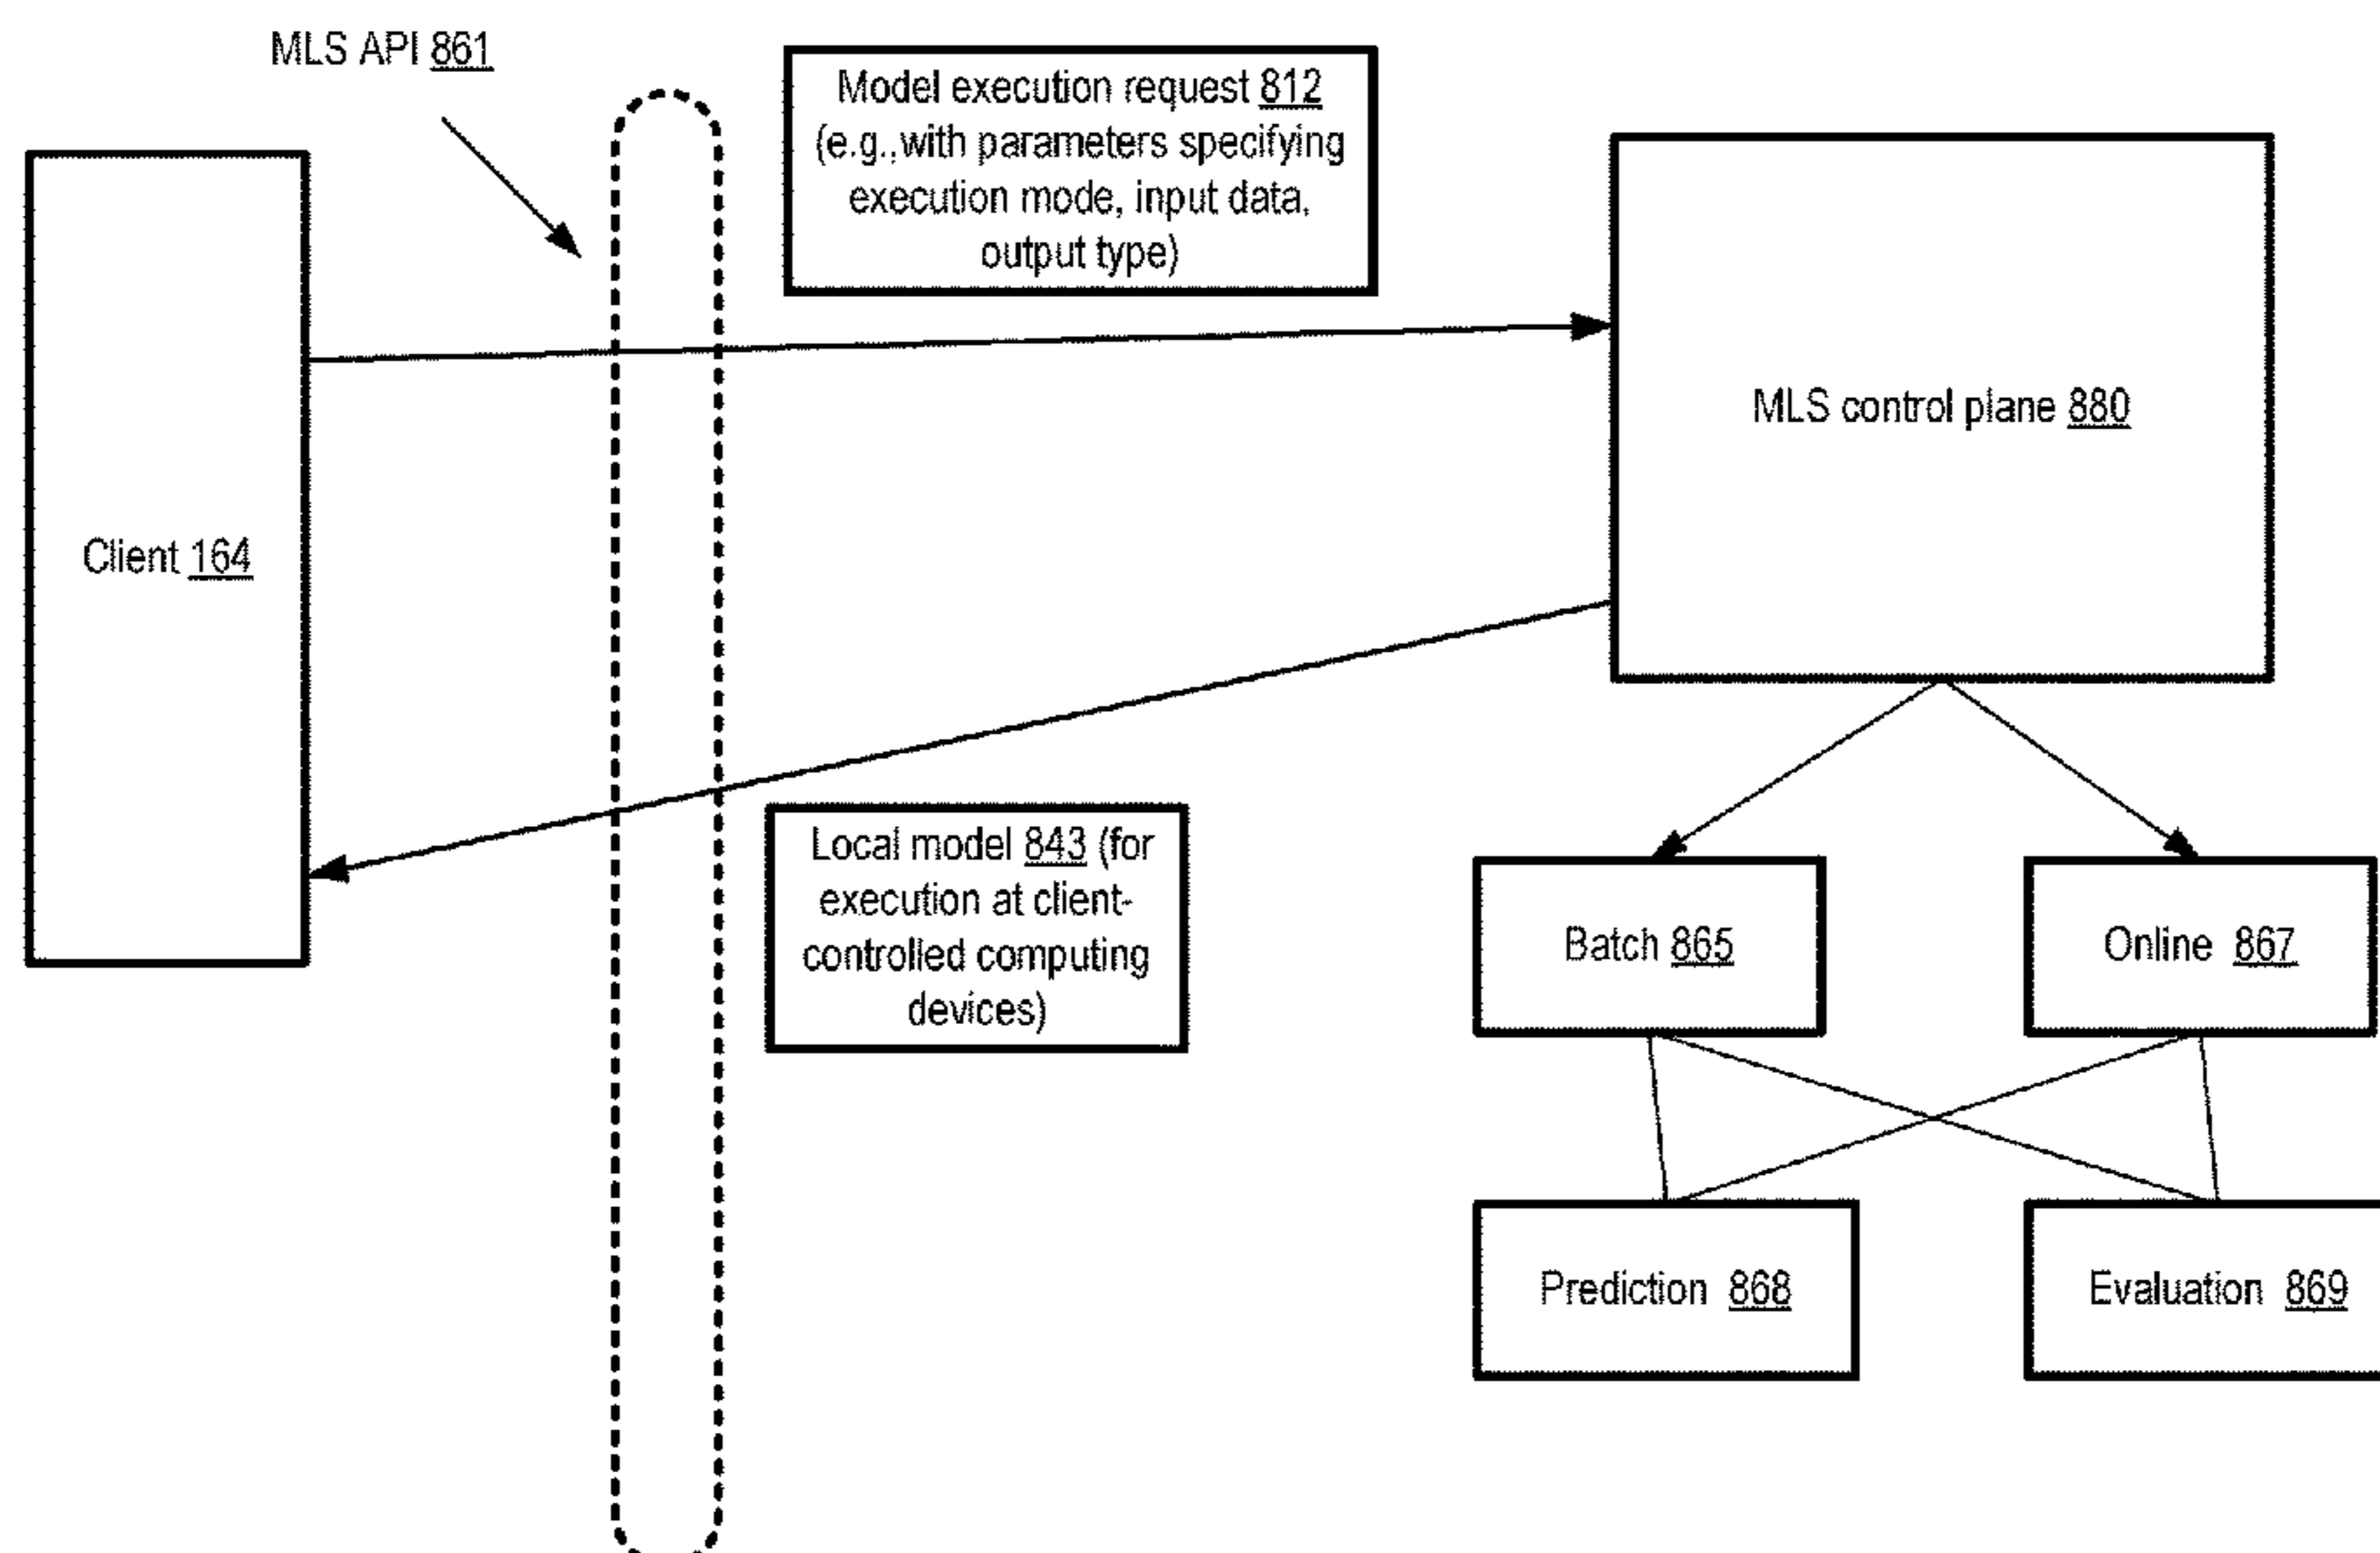 MLS API 861
Model execution request 812
(e.g.,with parameters specifying
execution mode, input data,
output type)
MLS control plane 880
Client 164
Local model 843 (for
execution at client-
controlled computing
devices)
Batch 865
Online 867
Prediction 868
Evaluation 869